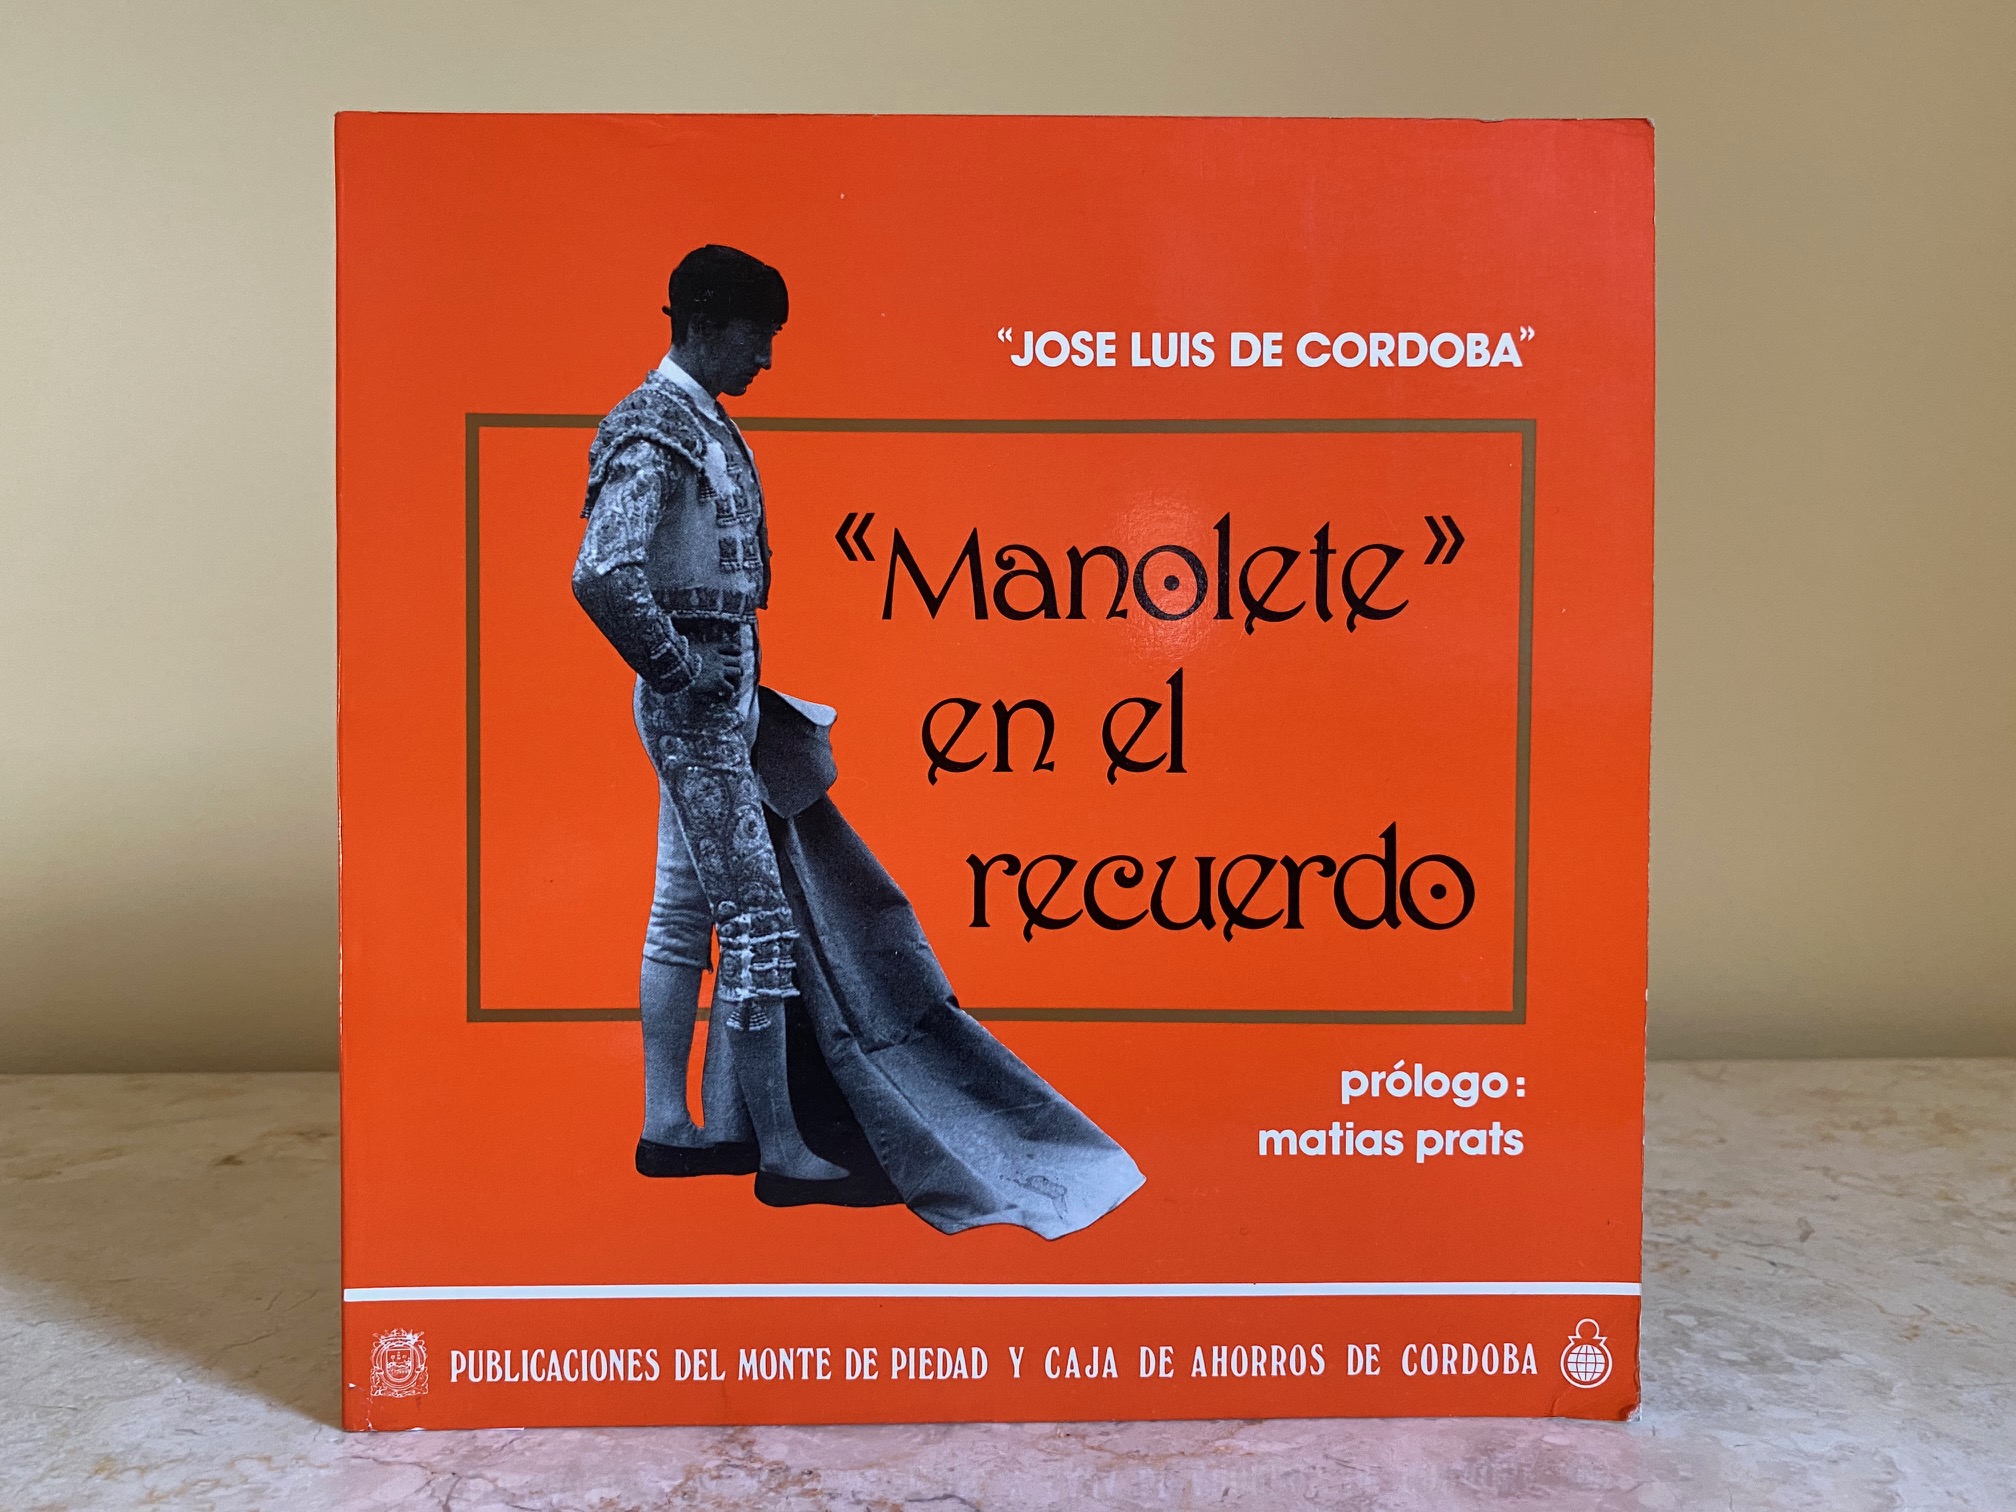 “JOSE LUIS DE CORDOBA”
«Manolete»
en el
recuerdo
prólogo:
matias prats
PUBLICACIONES DEL MONTE DE PIEDAD Y CAJA DE AHORROS DE CORDOBA